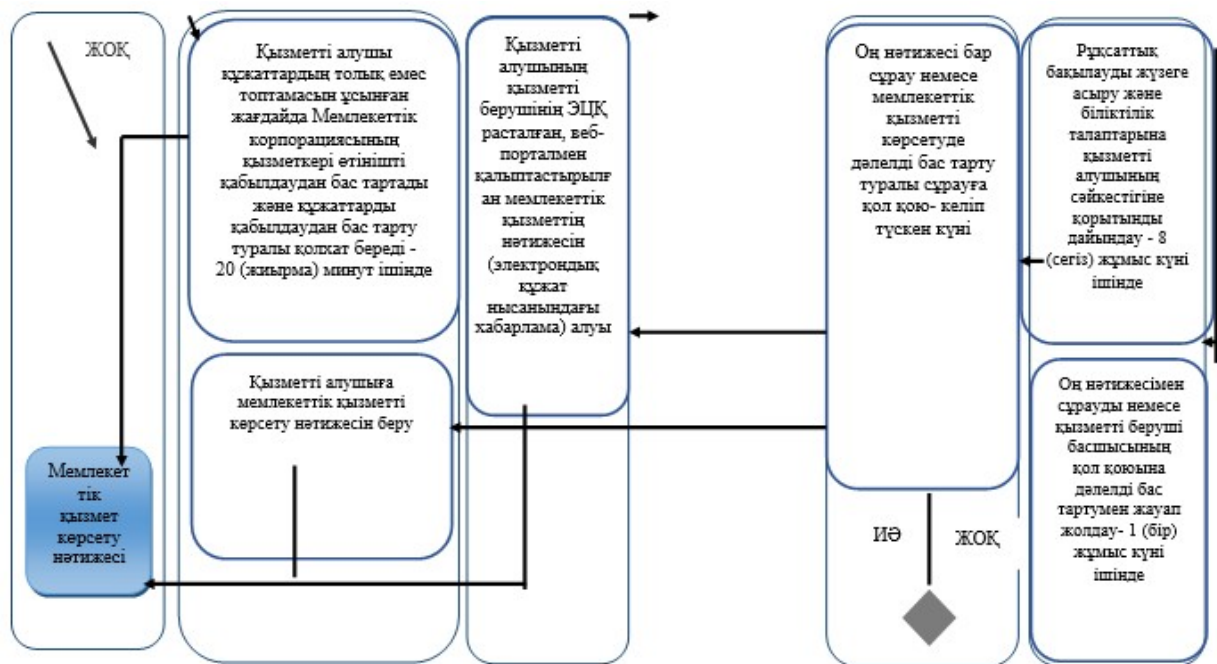 ЖОҚ
Қызметті алушы
құжаттардың толық емес
топтамасын ұсынған
жағдайда Мемлекеттік
корпорациясының
қызметкері өтінішті
қабылдаудан бас тартады
және құжаттарды
қабылдаудан бас тарту
туралы қолхат береді -
20 (жиырма) минут ішінде
Қызметті алушыға
мемлекеттік қызметті
көрсету нәтижесін беру
Мемлекет
тік
қызмет
көрсету
нәтижесі
Қызметті
алушының
қызметті
берушінің ЭЦҚ
расталған, веб-
порталмен
қалыптастырылғ
ан мемлекеттік
қызметтің
нәтижесін
(электрондық
құжат
нысанындағы
хабарлама) алуы
Оң нәтижесі бар
сұрау немесе
мемлекеттік
қызметті
көрсетуде
дәлелді бас тарту
туралы сұрауға
қол қою- келіп
түскен күні
ИӘ
ЖОҚ
Рұқсаттық
бақылауды жүзеге
асыру және
біліктілік
талаптарына
қызметті
алушының
сәйкестігіне
қорытынды
дайындау - 8
(сегіз) жұмыс күні
ішінде
Оң нәтижесімен
сұрауды немесе
қызметті беруші
басшысының
қол қоюына
дәлелді бас
тартумен жауап
жолдау- 1 (бір)
жұмыс күні
ішінде